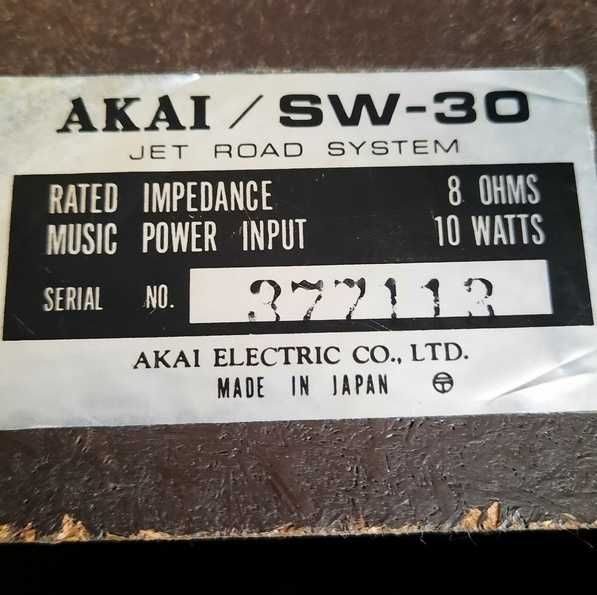 AKAI / SW-30
JET ROAD SYSTEM
RATED IMPEDANCE 8 OHMS
MUSIC POWER INPUT 10 WATTS
SERIAL NO. 377113
AKAI ELECTRIC CO., LTD.
MADE IN JAPAN